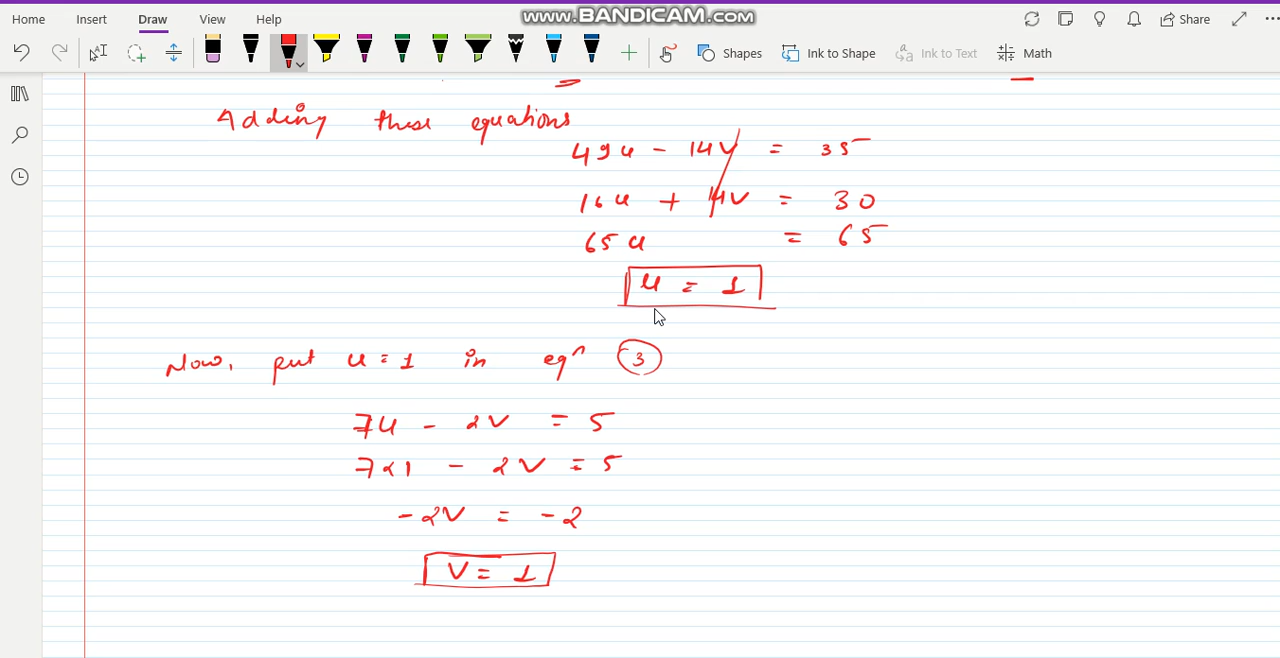 www.BANDICAM.com
Home Insert Draw View Help Share
Shapes Ink to Shape Ink to Text Math
Adding these equations
49u - 14v = 35
16u + 14v = 30
65u = 65
u = 1
Now, put u = 1 in eqn 3
7u - 2v = 5
7×1 - 2v = 5
-2v = -2
v = 1